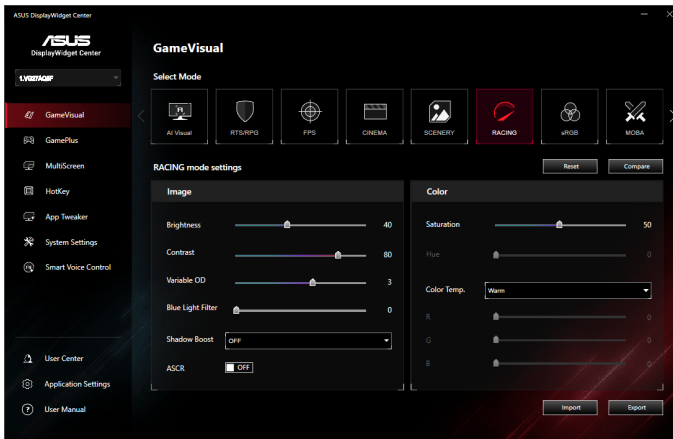 ASUS DisplayWidget Center
ASUS
DisplayWidget Center
GameVisual
GamePlus
MultiScreen
HotKey
App Tweaker
System Settings
Smart Voice Control
User Center
Application Settings
User Manual
GameVisual
Select Mode
AI Visual
RTS/RPG
FPS
CINEMA
SCENERY
RACING
sRGB
MOBA
RACING mode settings
Reset
Compare
Image
Brightness 40
Contrast 80
Variable OD 3
Blue Light Filter 0
Shadow Boost OFF
ASCR OFF
Color
Saturation 50
Hue 0
Color Temp. Warm
R 0
G 0
B 0
Import
Export